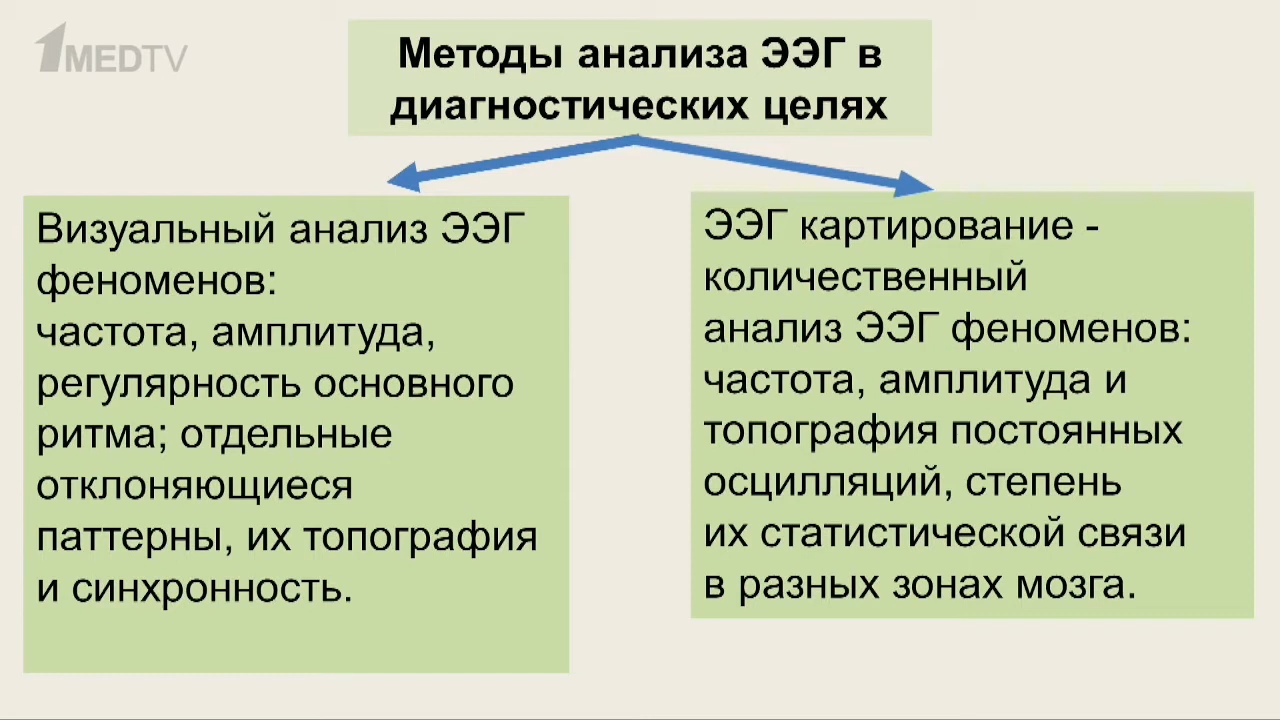 1MEDTV
Методы анализа ЭЭГ в
диагностических целях
Визуальный анализ ЭЭГ
феноменов:
частота, амплитуда,
регулярность основного
ритма; отдельные
отклоняющиеся
паттерны, их топография
и синхронность.
ЭЭГ картирование -
количественный
анализ ЭЭГ феноменов:
частота, амплитуда и
топография постоянных
осцилляций, степень
их статистической связи
в разных зонах мозга.